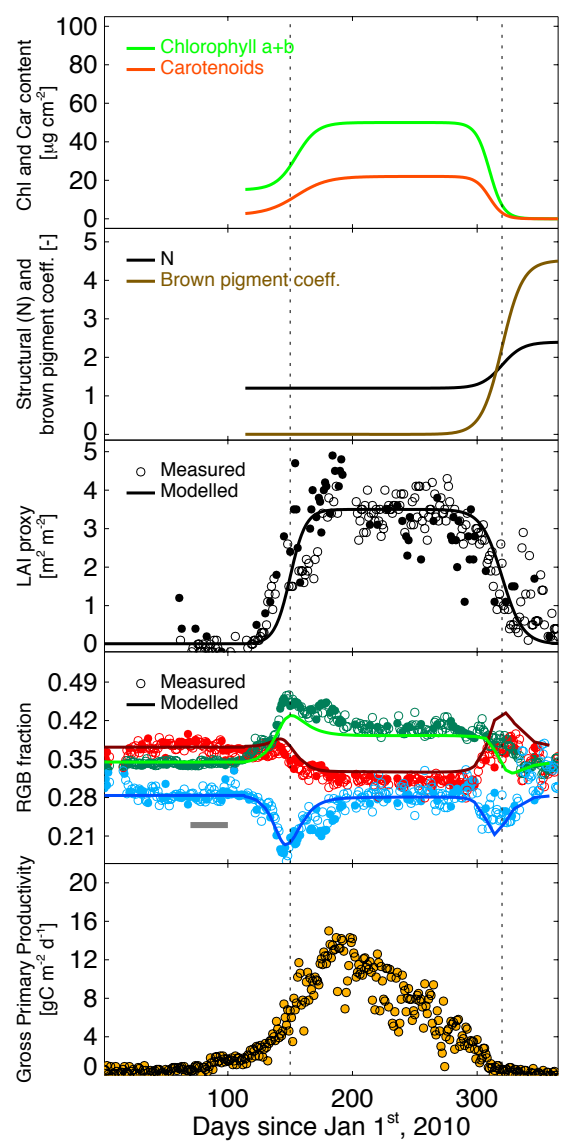 Chl and Car content
[µg cm⁻²]
100
80
60
40
20
0
Chlorophyll a+b
Carotenoids
Structural (N) and
brown pigment coeff. [-]
5
4
3
2
1
0
N
Brown pigment coeff.
LAI proxy
[m² m⁻²]
5
4
3
2
1
0
Measured
Modelled
RGB fraction
0.49
0.42
0.35
0.28
0.21
Measured
Modelled
Gross Primary Productivity
[gC m⁻² d⁻¹]
20
16
12
8
4
0
100 200 300
Days since Jan 1ˢᵗ, 2010